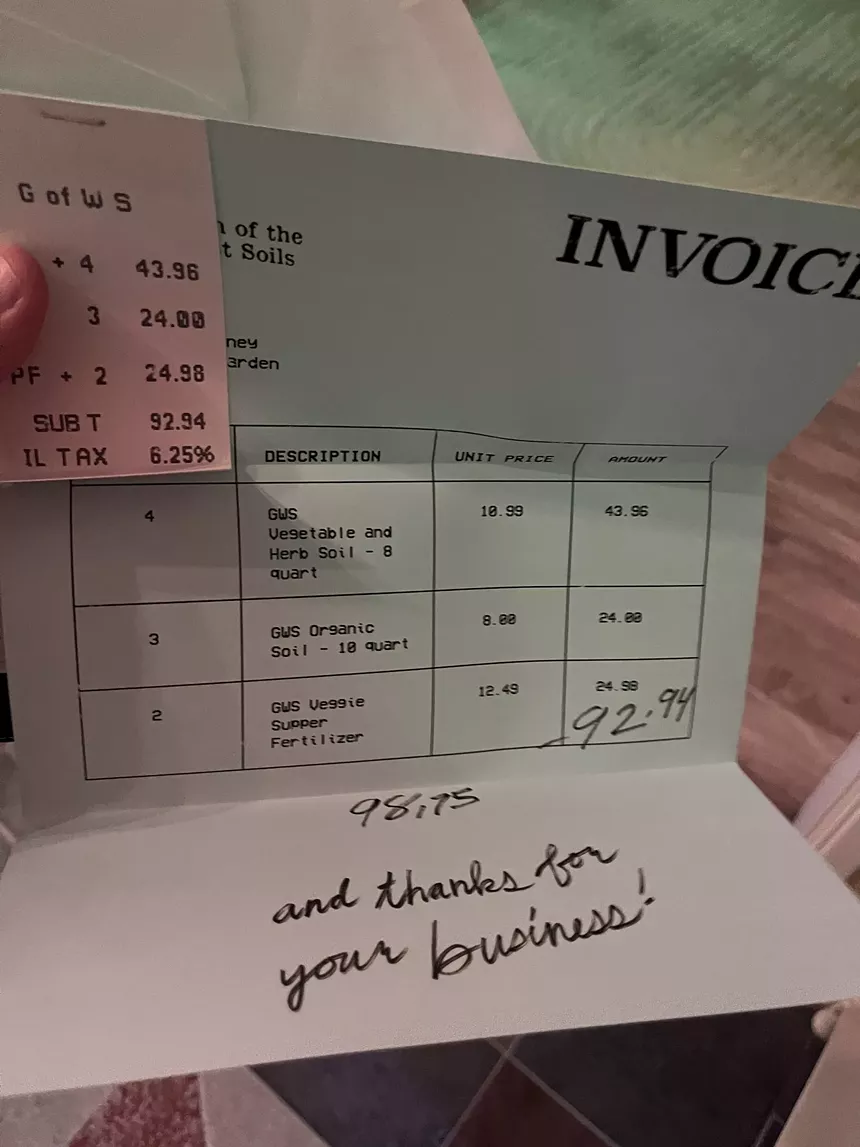 G of W S
+ 4 43.96
3 24.00
PF + 2 24.98
SUB T 92.94
IL TAX 6.25%
of the
t Soils
INVOICE
ney
arden
DESCRIPTION UNIT PRICE AMOUNT
4 GWS 10.99 43.96
Vegetable and
Herb Soil - 8
quart
3 GWS Organic 8.00 24.00
Soil - 10 quart
2 GWS Veggie 12.49 24.98
Supper
Fertilizer
92.94
98.75
and thanks for
your business!